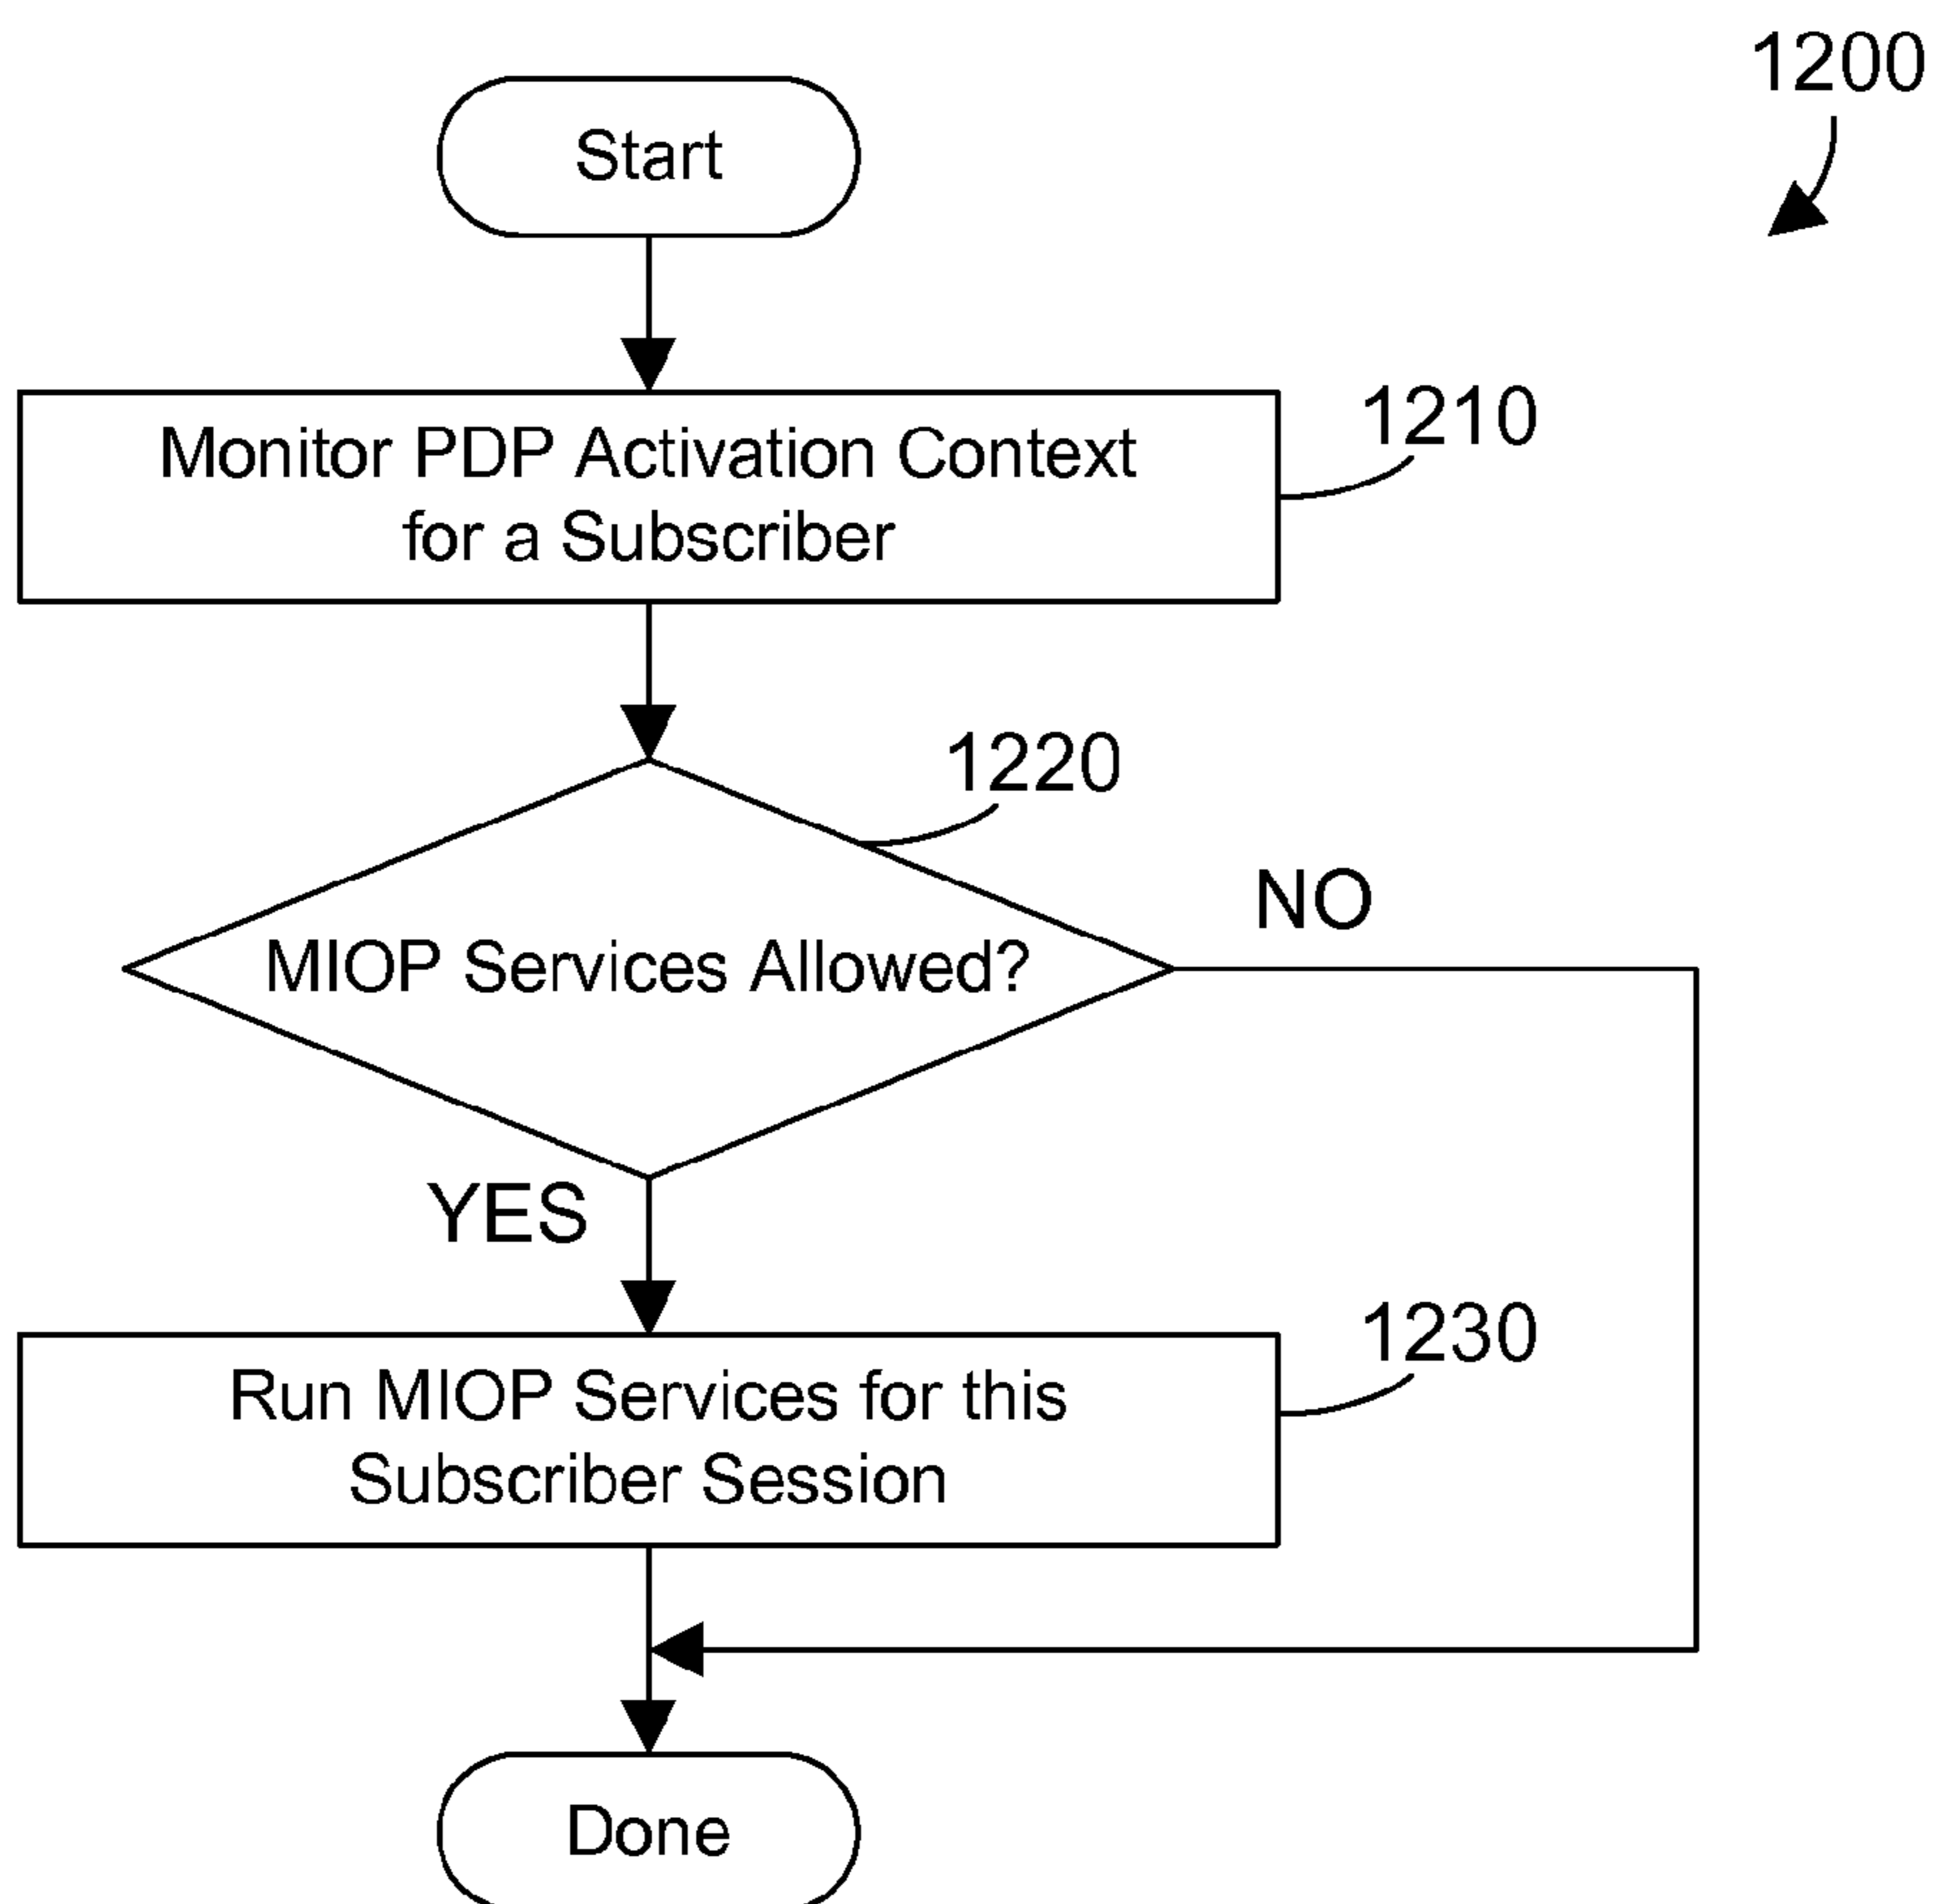 1200
Start
Monitor PDP Activation Context
for a Subscriber
1210
1220
MIOP Services Allowed?
NO
YES
Run MIOP Services for this
Subscriber Session
1230
Done